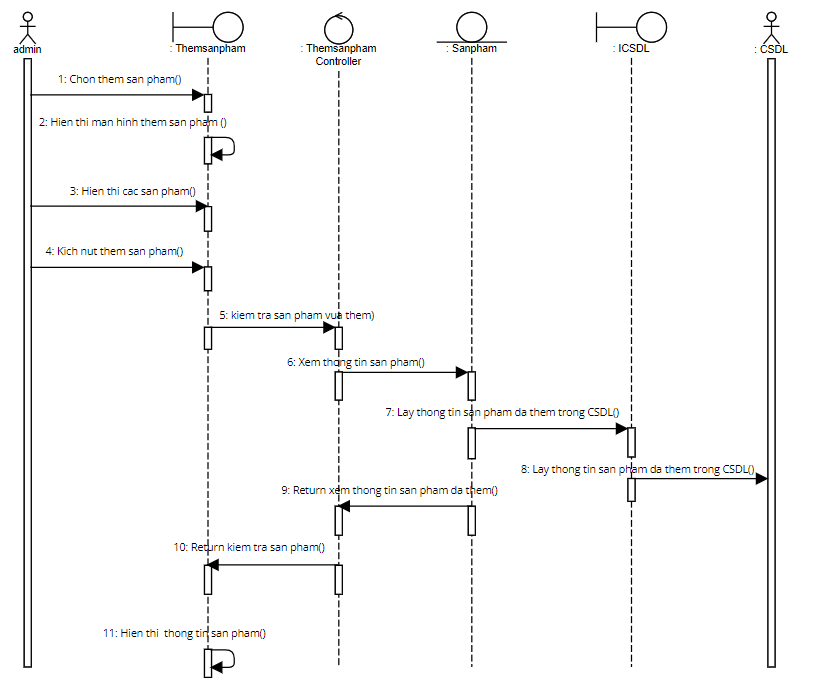 admin
: Themsanpham
: Themsanpham
Controller
: Sanpham
: ICSDL
: CSDL
1: Chon them san pham()
2: Hien thi man hinh them san pham ()
3: Hien thi cac san pham()
4: Kich nut them san pham()
5: kiem tra san pham vua them)
6: Xem thong tin san pham()
7: Lay thong tin san pham da them trong CSDL()
8: Lay thong tin san pham da them trong CSDL()
9: Return xem thong tin san pham da them()
10: Return kiem tra san pham()
11: Hien thi  thong tin san pham()